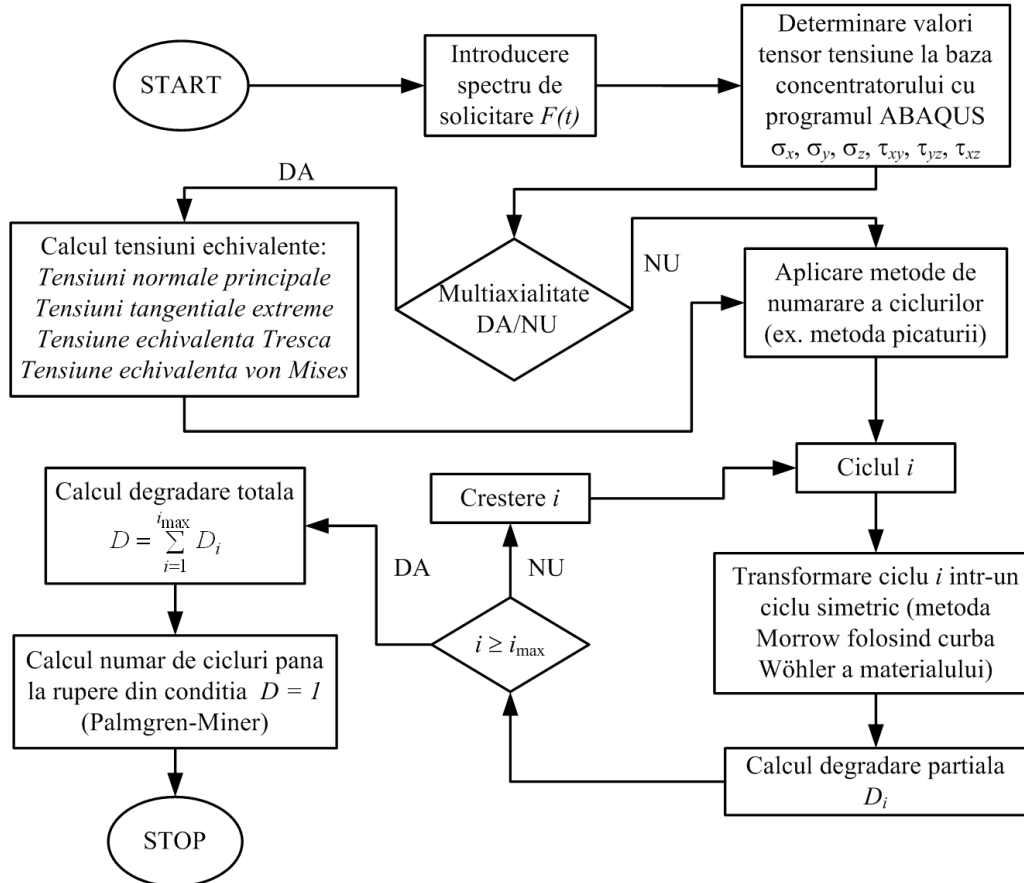 START
Introducere
spectru de
solicitare F(t)
Determinare valori
tensor tensiune la baza
concentratorului cu
programul ABAQUS
σx, σy, σz, τxy, τyz, τxz
DA
Multiaxialitate
DA/NU
NU
Calcul tensiuni echivalente:
Tensiuni normale principale
Tensiuni tangentiale extreme
Tensiune echivalenta Tresca
Tensiune echivalenta von Mises
Aplicare metode de
numarare a ciclurilor
(ex. metoda picaturii)
Ciclul i
Transformare ciclu i intr-un
ciclu simetric (metoda
Morrow folosind curba
Wöhler a materialului)
Calcul degradare partiala
Di
i ≥ imax
NU
Crestere i
DA
Calcul degradare totala
imax
D = ∑ Di
i=1
Calcul numar de cicluri pana
la rupere din conditia D = 1
(Palmgren-Miner)
STOP